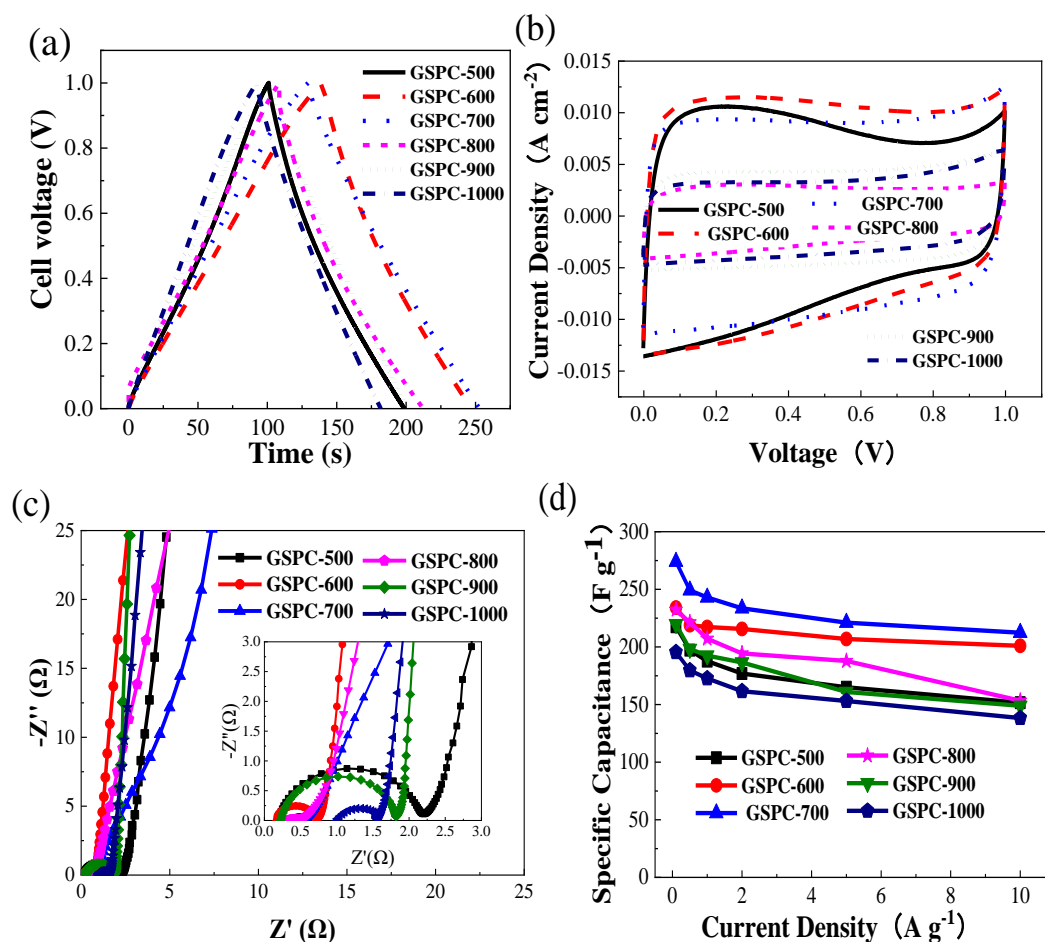 (a)
GSPC-500
GSPC-600
GSPC-700
GSPC-800
GSPC-900
GSPC-1000
Cell voltage (V)
1.0
0.8
0.6
0.4
0.2
0.0
0 50 100 150 200 250
Time (s)
(b)
Current Density（A cm-2）
0.015
0.010
0.005
0.000
-0.005
-0.010
-0.015
GSPC-500
GSPC-600
GSPC-700
GSPC-800
GSPC-900
GSPC-1000
0.0 0.2 0.4 0.6 0.8 1.0
Voltage（V）
(c)
-Z'' (Ω)
25
20
15
10
5
0
GSPC-500
GSPC-600
GSPC-700
GSPC-800
GSPC-900
GSPC-1000
-Z''(Ω)
3.0
2.5
2.0
1.5
1.0
0.5
0.0
0.0 0.5 1.0 1.5 2.0 2.5 3.0
Z'(Ω)
0 5 10 15 20 25
Z' (Ω)
(d)
Specific Capacitance（F g-1）
300
250
200
150
100
50
0
GSPC-500
GSPC-600
GSPC-700
GSPC-800
GSPC-900
GSPC-1000
0 2 4 6 8 10
Current Density（A g-1）